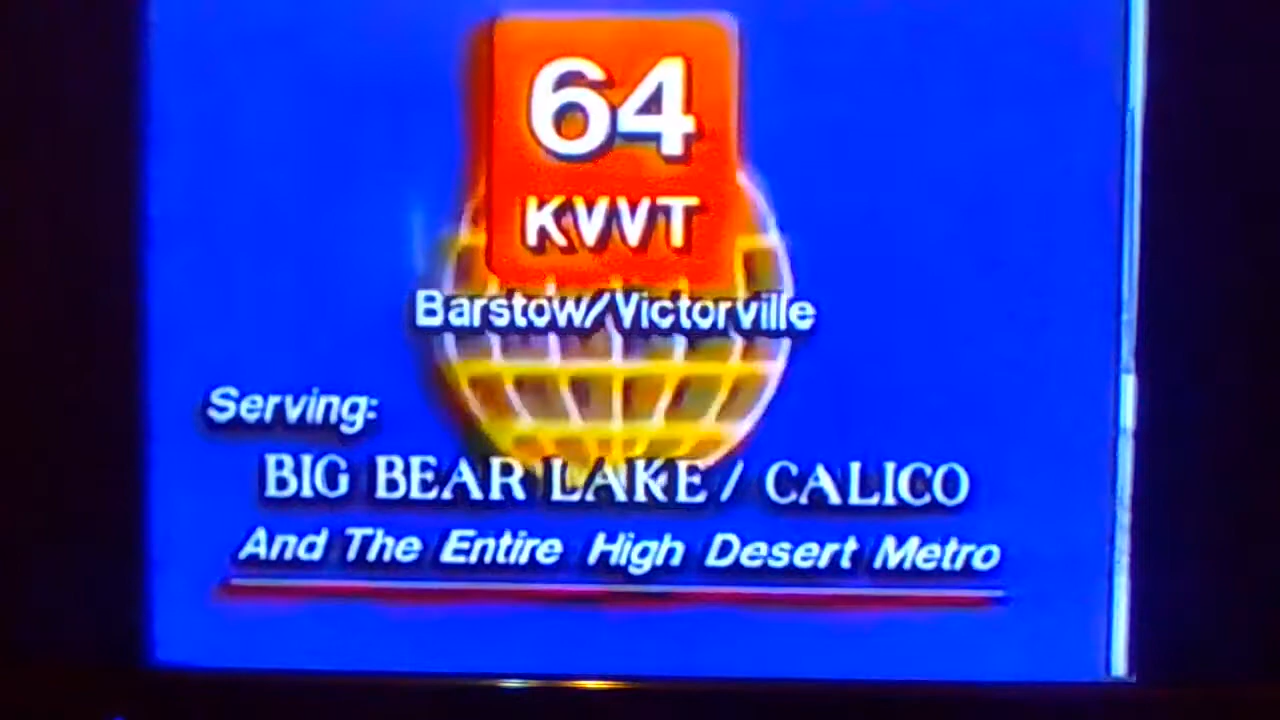 64
KVVT
Barstow/Victorville
Serving:
BIG BEAR LAKE / CALICO
And The Entire High Desert Metro